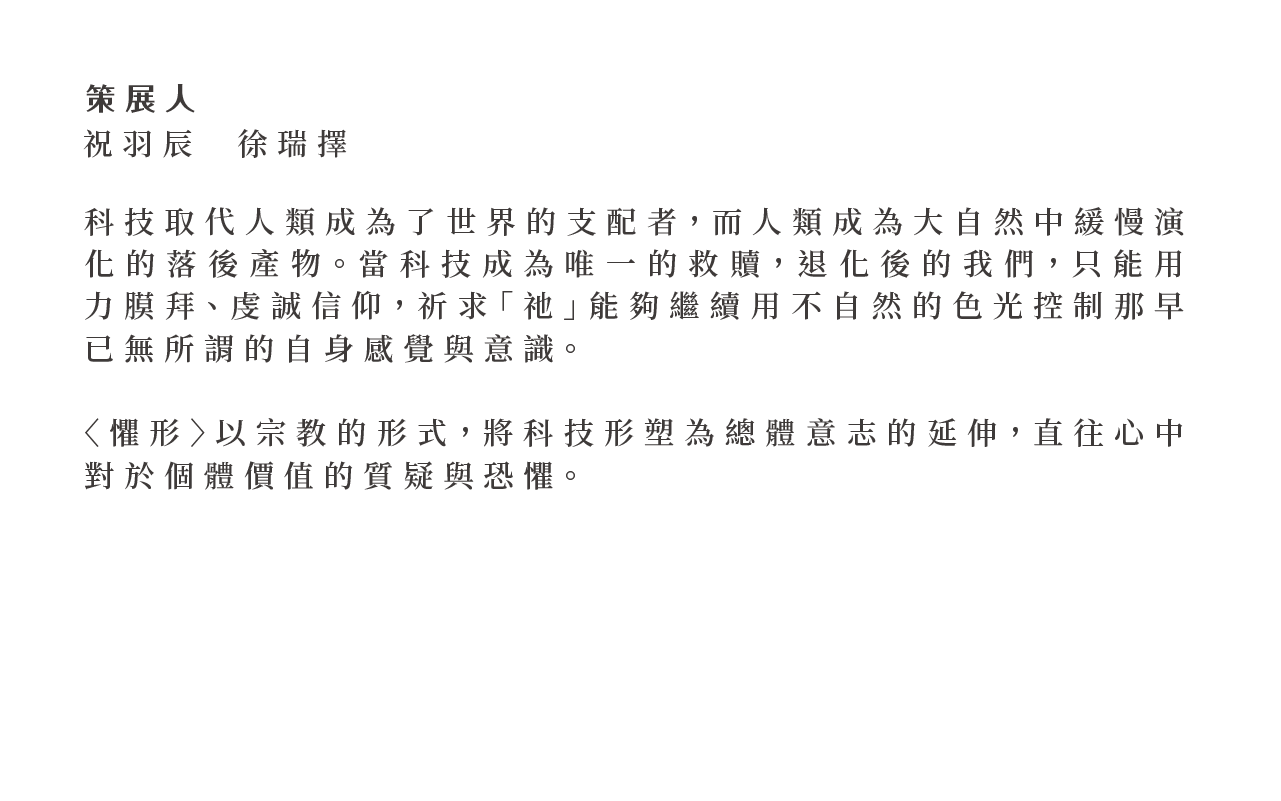 策展人
祝羽辰　徐瑞擇
科技取代人類成為了世界的支配者，而人類成為大自然中緩慢演
化的落後產物。當科技成為唯一的救贖，退化後的我們，只能用
力膜拜、虔誠信仰，祈求「祂」能夠繼續用不自然的色光控制那早
已無所謂的自身感覺與意識。
〈懼形〉以宗教的形式，將科技形塑為總體意志的延伸，直往心中
對於個體價值的質疑與恐懼。